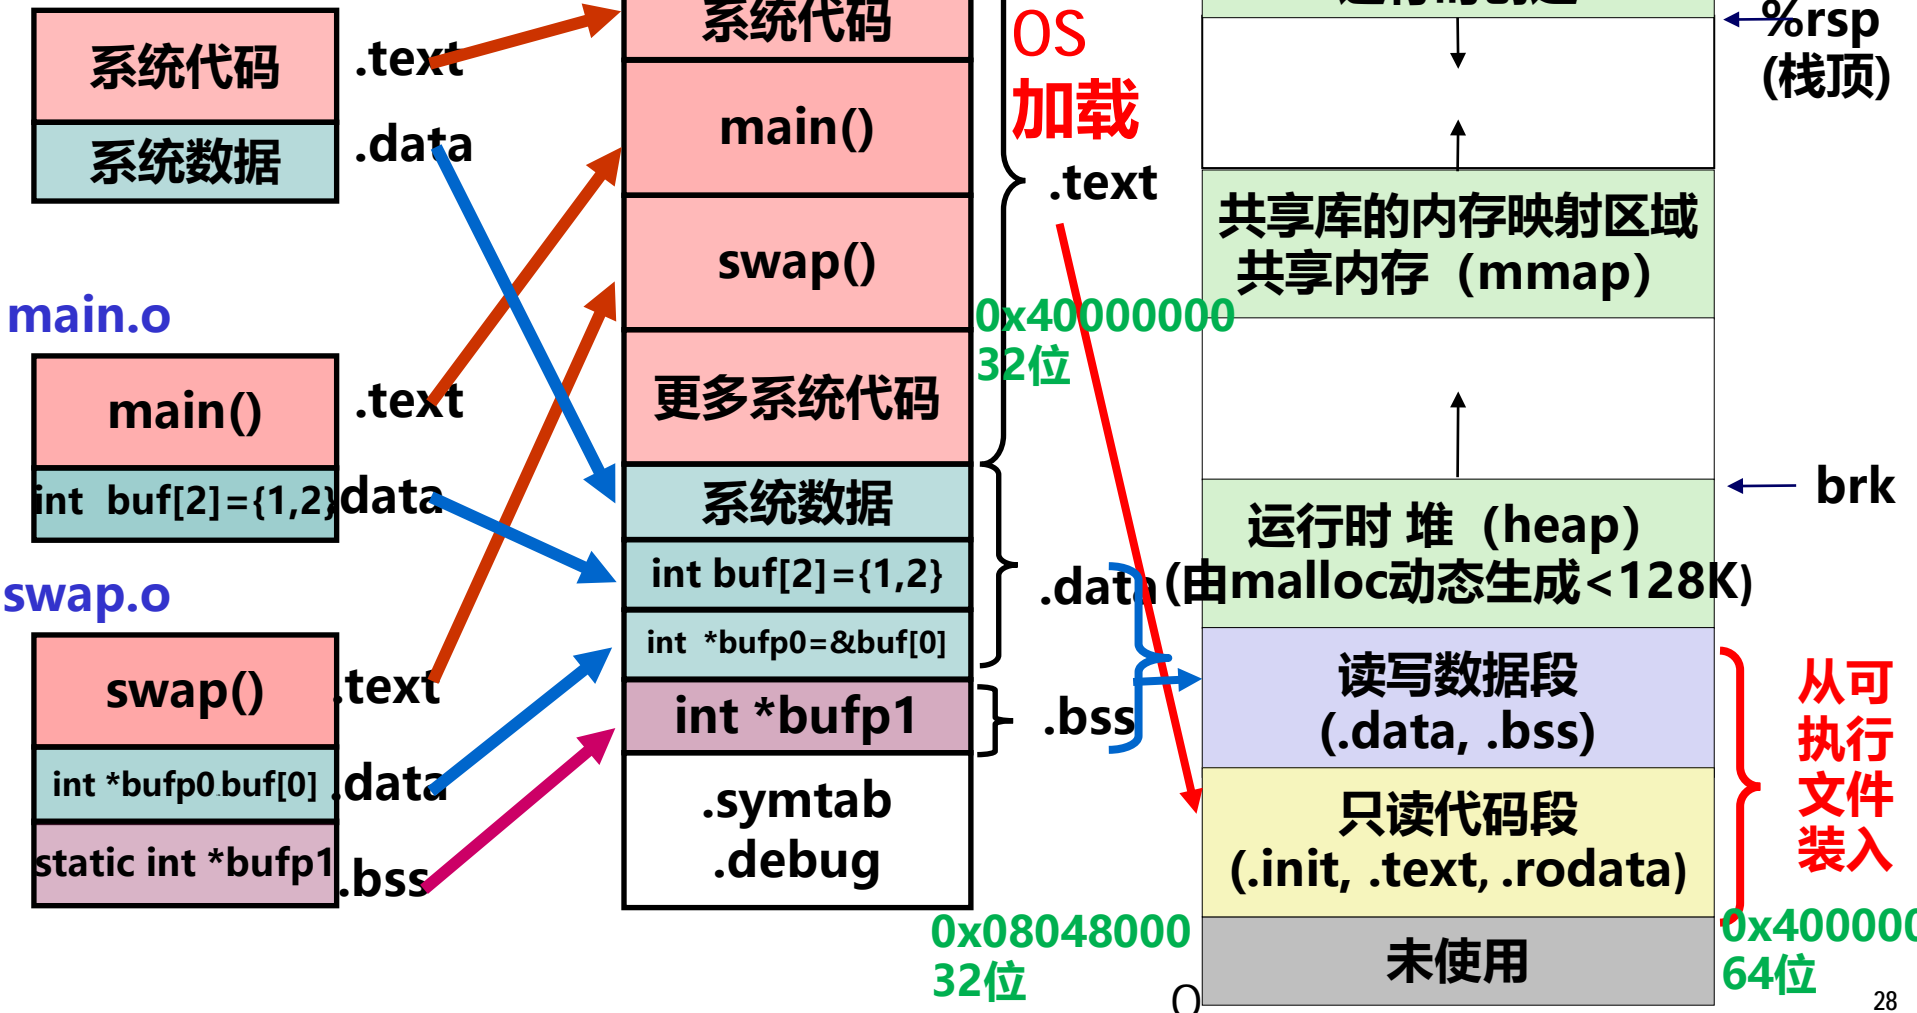 系统代码
.text
系统数据
.data
main.o
main()
.text
int buf[2]={1,2}
data
swap.o
swap()
.text
int *bufp0 buf[0]
.data
static int *bufp1
.bss
系统代码
main()
swap()
更多系统代码
系统数据
int buf[2]={1,2}
int *bufp0=&buf[0]
int *bufp1
.symtab
.debug
OS
加载
.text
0x40000000
32位
.data
.bss
0x08048000
32位
0
%rsp
(栈顶)
共享库的内存映射区域
共享内存（mmap）
brk
运行时 堆（heap）
(由malloc动态生成<128K)
读写数据段
(.data, .bss)
只读代码段
(.init, .text, .rodata)
未使用
从可
执行
文件
装入
0x400000
64位
28